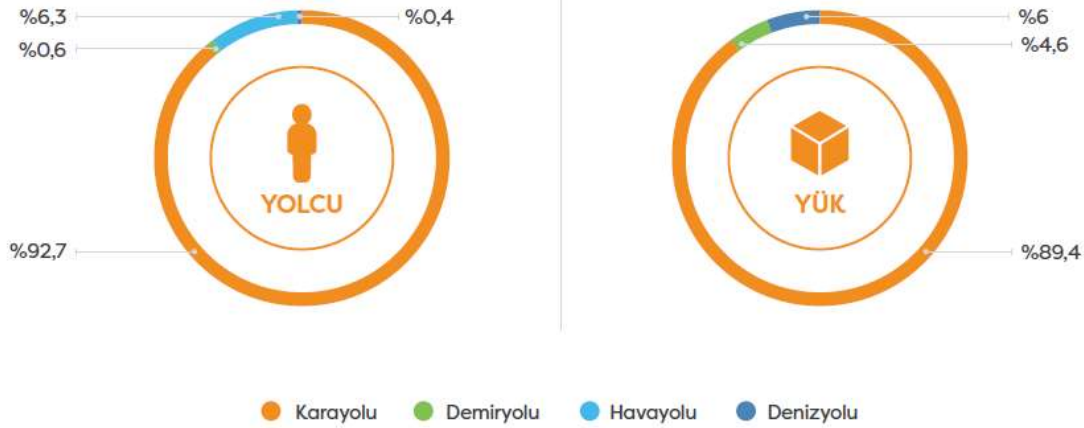 %6,3
%0,4
%0,6
YOLCU
%92,7
%6
%4,6
YÜK
%89,4
Karayolu
Demiryolu
Havayolu
Denizyolu